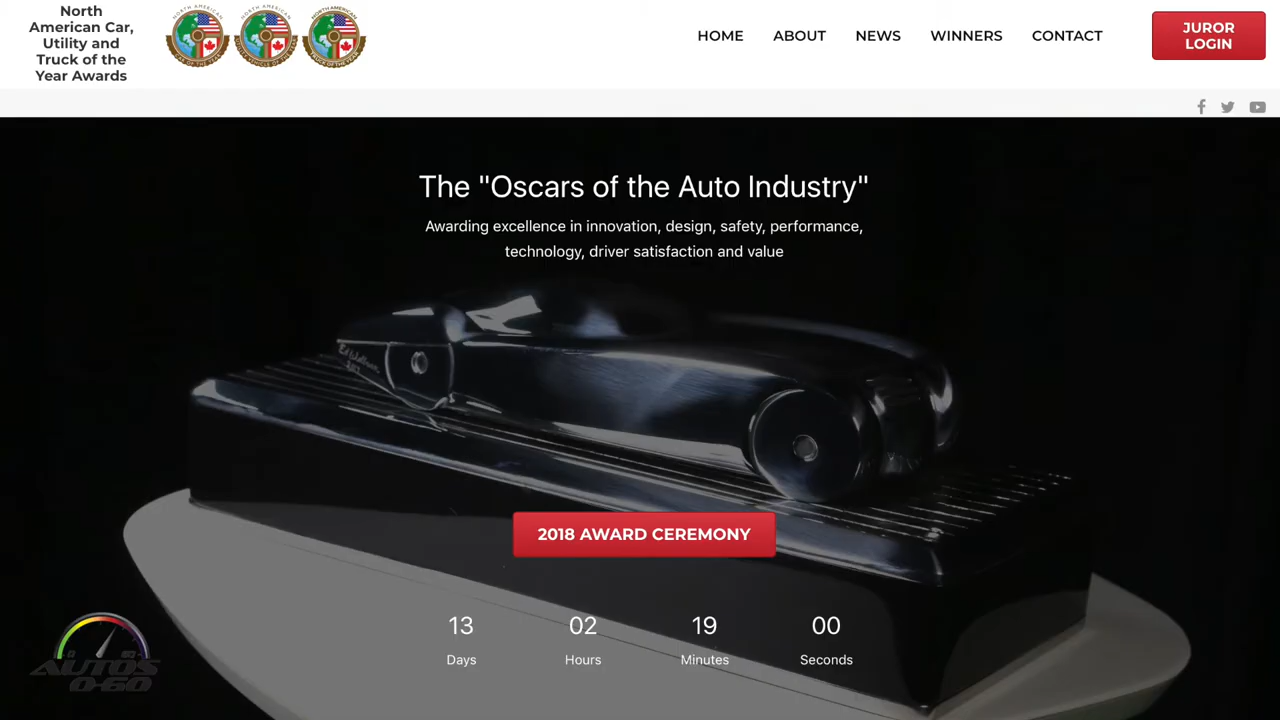 North
American Car,
Utility and
Truck of the
Year Awards
HOME ABOUT NEWS WINNERS CONTACT
JUROR
LOGIN
The "Oscars of the Auto Industry"
Awarding excellence in innovation, design, safety, performance,
technology, driver satisfaction and value
2018 AWARD CEREMONY
13 02 19 00
Days Hours Minutes Seconds
AUTOS
0-60